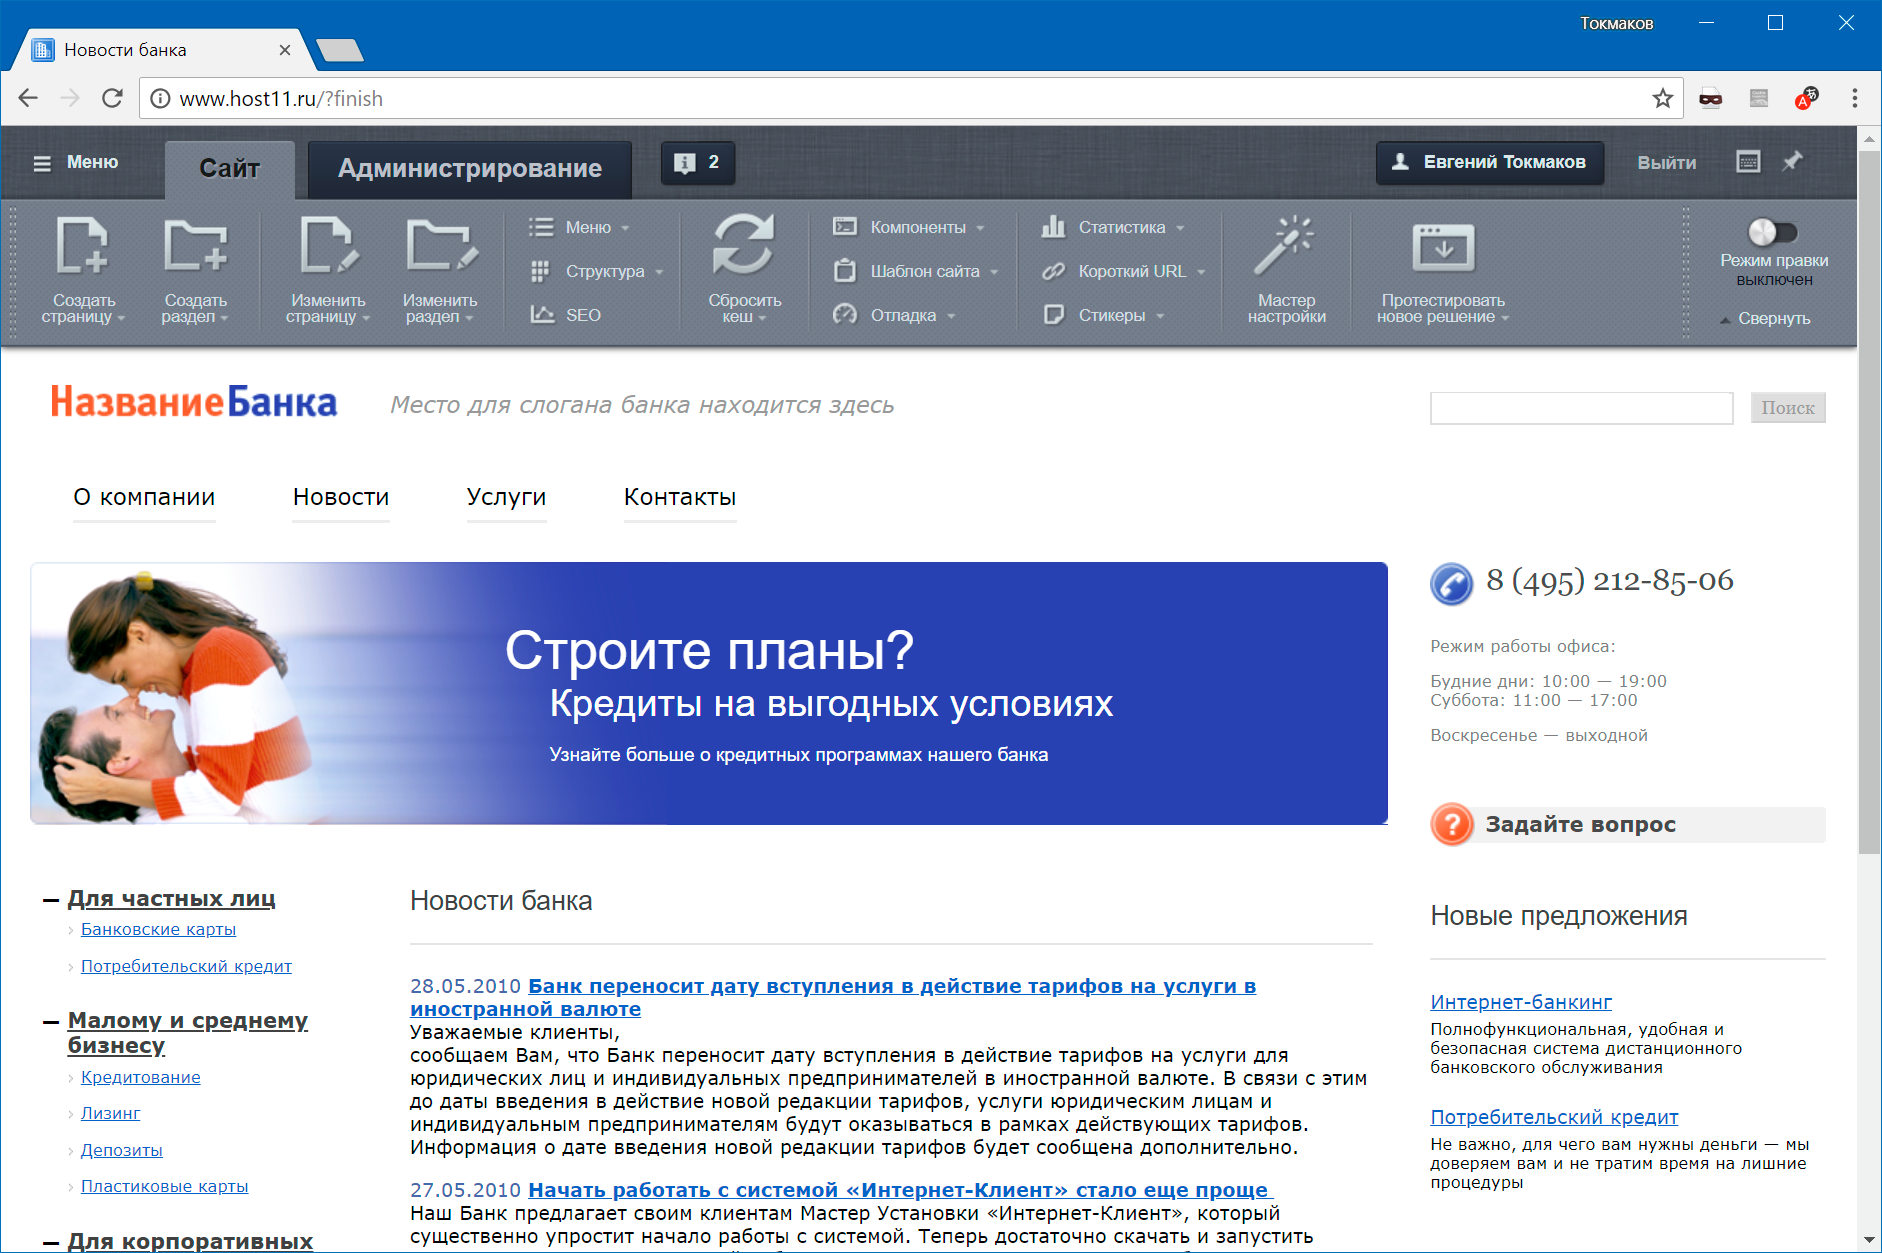 Токмаков
Новости банка
www.host11.ru/?finish
Меню
Сайт
Администрирование
2
Евгений Токмаков
Выйти
Создать
страницу
Создать
раздел
Изменить
страницу
Изменить
раздел
Меню
Структура
SEO
Сбросить
кеш
Компоненты
Шаблон сайта
Отладка
Статистика
Короткий URL
Стикеры
Мастер
настройки
Протестировать
новое решение
Режим правки
выключен
Свернуть
НазваниеБанка
Место для слогана банка находится здесь
Поиск
О компании
Новости
Услуги
Контакты
Строите планы?
Кредиты на выгодных условиях
Узнайте больше о кредитных программах нашего банка
8 (495) 212-85-06
Режим работы офиса:
Будние дни: 10:00 — 19:00
Суббота: 11:00 — 17:00
Воскресенье — выходной
Задайте вопрос
Для частных лиц
Банковские карты
Потребительский кредит
Малому и среднему
бизнесу
Кредитование
Лизинг
Депозиты
Пластиковые карты
Для корпоративных
Новости банка
28.05.2010 Банк переносит дату вступления в действие тарифов на услуги в
иностранной валюте
Уважаемые клиенты,
сообщаем Вам, что Банк переносит дату вступления в действие тарифов на услуги для
юридических лиц и индивидуальных предпринимателей в иностранной валюте. В связи с этим
до даты введения в действие новой редакции тарифов, услуги юридическим лицам и
индивидуальным предпринимателям будут оказываться в рамках действующих тарифов.
Информация о дате введения новой редакции тарифов будет сообщена дополнительно.
27.05.2010 Начать работать с системой «Интернет-Клиент» стало еще проще
Наш Банк предлагает своим клиентам Мастер Установки «Интернет-Клиент», который
существенно упростит начало работы с системой. Теперь достаточно скачать и запустить
Новые предложения
Интернет-банкинг
Полнофункциональная, удобная и
безопасная система дистанционного
банковского обслуживания
Потребительский кредит
Не важно, для чего вам нужны деньги — мы
доверяем вам и не тратим время на лишние
процедуры